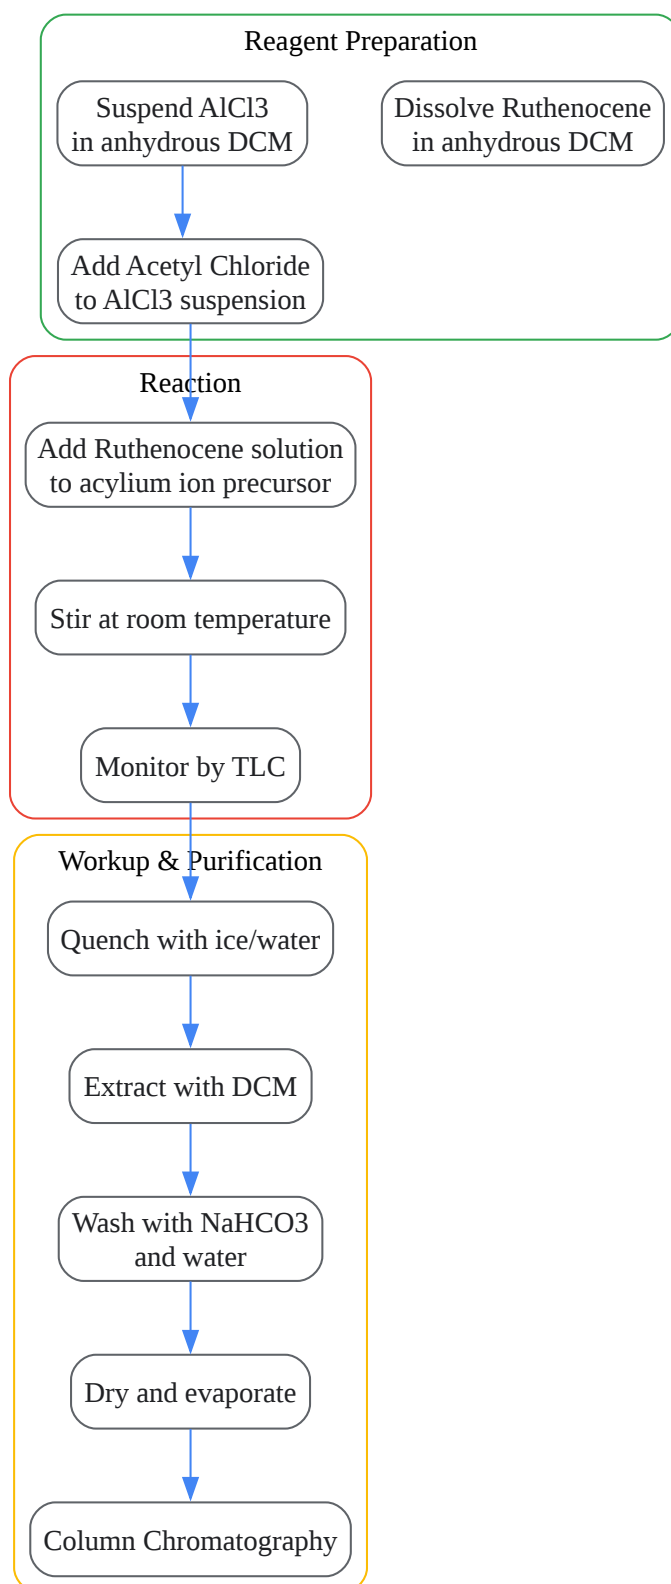 Reagent Preparation
Suspend AlCl3
in anhydrous DCM
Dissolve Ruthenocene
in anhydrous DCM
Add Acetyl Chloride
to AlCl3 suspension
Reaction
Add Ruthenocene solution
to acylium ion precursor
Stir at room temperature
Monitor by TLC
Workup & Purification
Quench with ice/water
Extract with DCM
Wash with NaHCO3
and water
Dry and evaporate
Column Chromatography